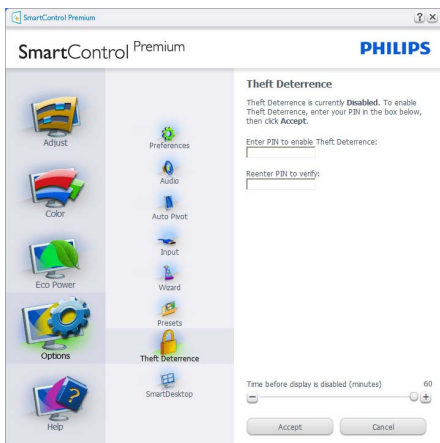 SmartControl Premium
SmartControl Premium
PHILIPS
Adjust
Color
Eco Power
Options
Help
Preferences
Audio
Auto Pivot
Input
Wizard
Presets
Theft Deterrence
SmartDesktop
Theft Deterrence
Theft Deterrence is currently Disabled. To enable
Theft Deterrence, enter your PIN in the box below,
then click Accept.
Enter PIN to enable Theft Deterrence:
Reenter PIN to verify:
Time before display is disabled (minutes) 60
Accept
Cancel